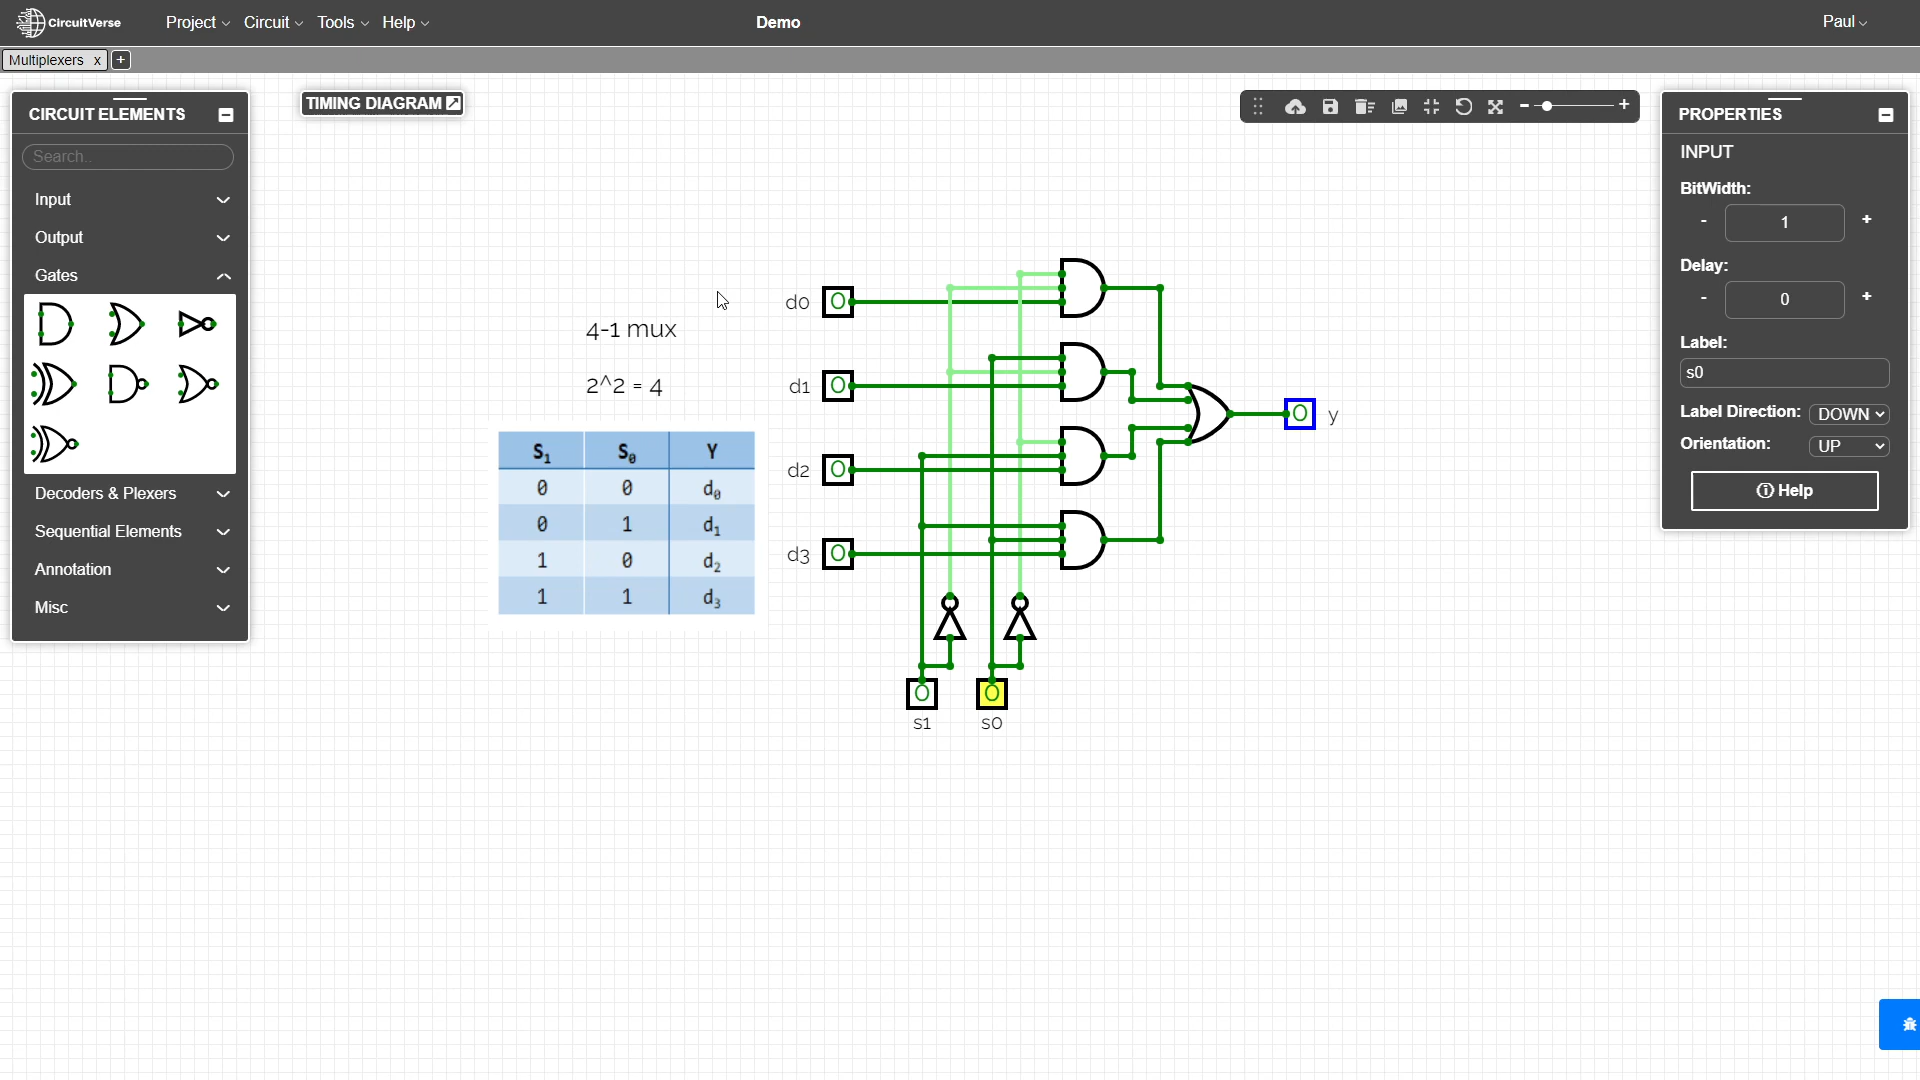 CircuitVerse
Project Circuit Tools Help
Demo
Paul
Multiplexers x +
CIRCUIT ELEMENTS
Search..
Input
Output
Gates
Decoders & Plexers
Sequential Elements
Annotation
Misc
TIMING DIAGRAM
4-1 mux
2^2 = 4
S1 S0 Y
0 0 d0
0 1 d1
1 0 d2
1 1 d3
d0 0
d1 0
d2 0
d3 0
0 y
0 0
s1 s0
PROPERTIES
INPUT
BitWidth:
- 1 +
Delay:
- 0 +
Label:
s0
Label Direction: DOWN
Orientation: UP
Help